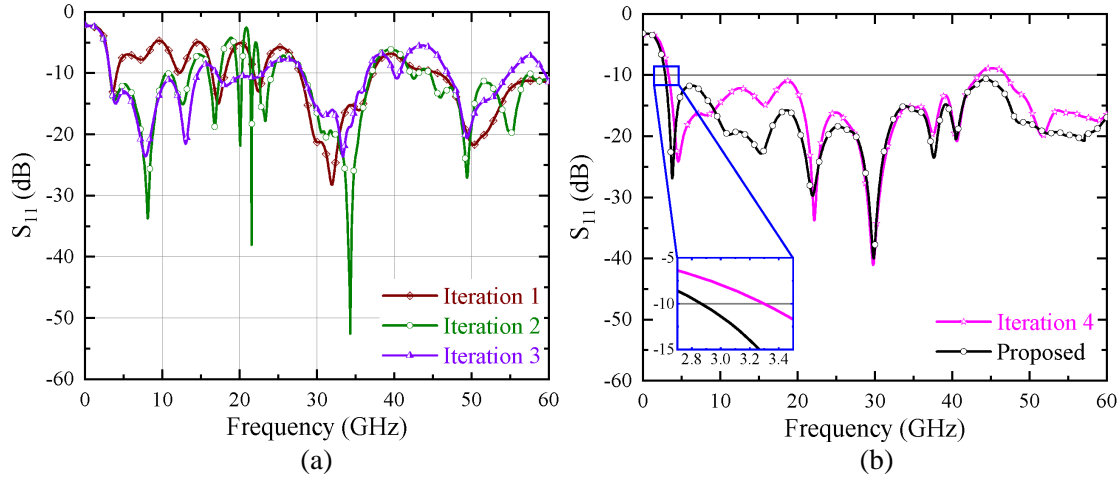 0
-10
-20
-30
-40
-50
-60
S11 (dB)
Iteration 1
Iteration 2
Iteration 3
0 10 20 30 40 50 60
Frequency (GHz)
(a)
0
-10
-20
-30
-40
-50
-60
S11 (dB)
-5
-10
-15
2.8 3.0 3.2 3.4
Iteration 4
Proposed
0 10 20 30 40 50 60
Frequency (GHz)
(b)